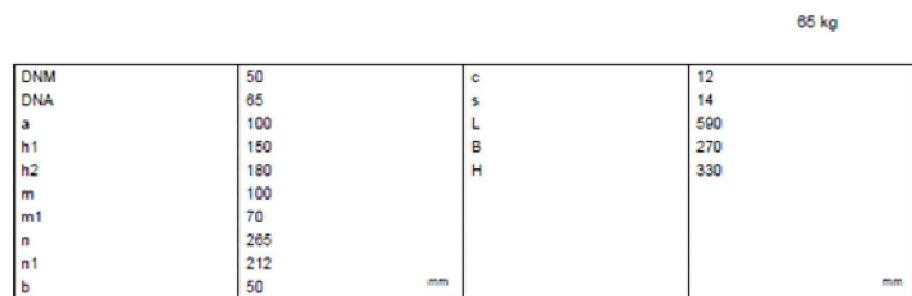 65 kg
DNM 50 c 12
DNA 65 s 14
a 100 L 590
h1 150 B 270
h2 180 H 330
m 100
m1 70
n 265
n1 212
b 50 mm mm